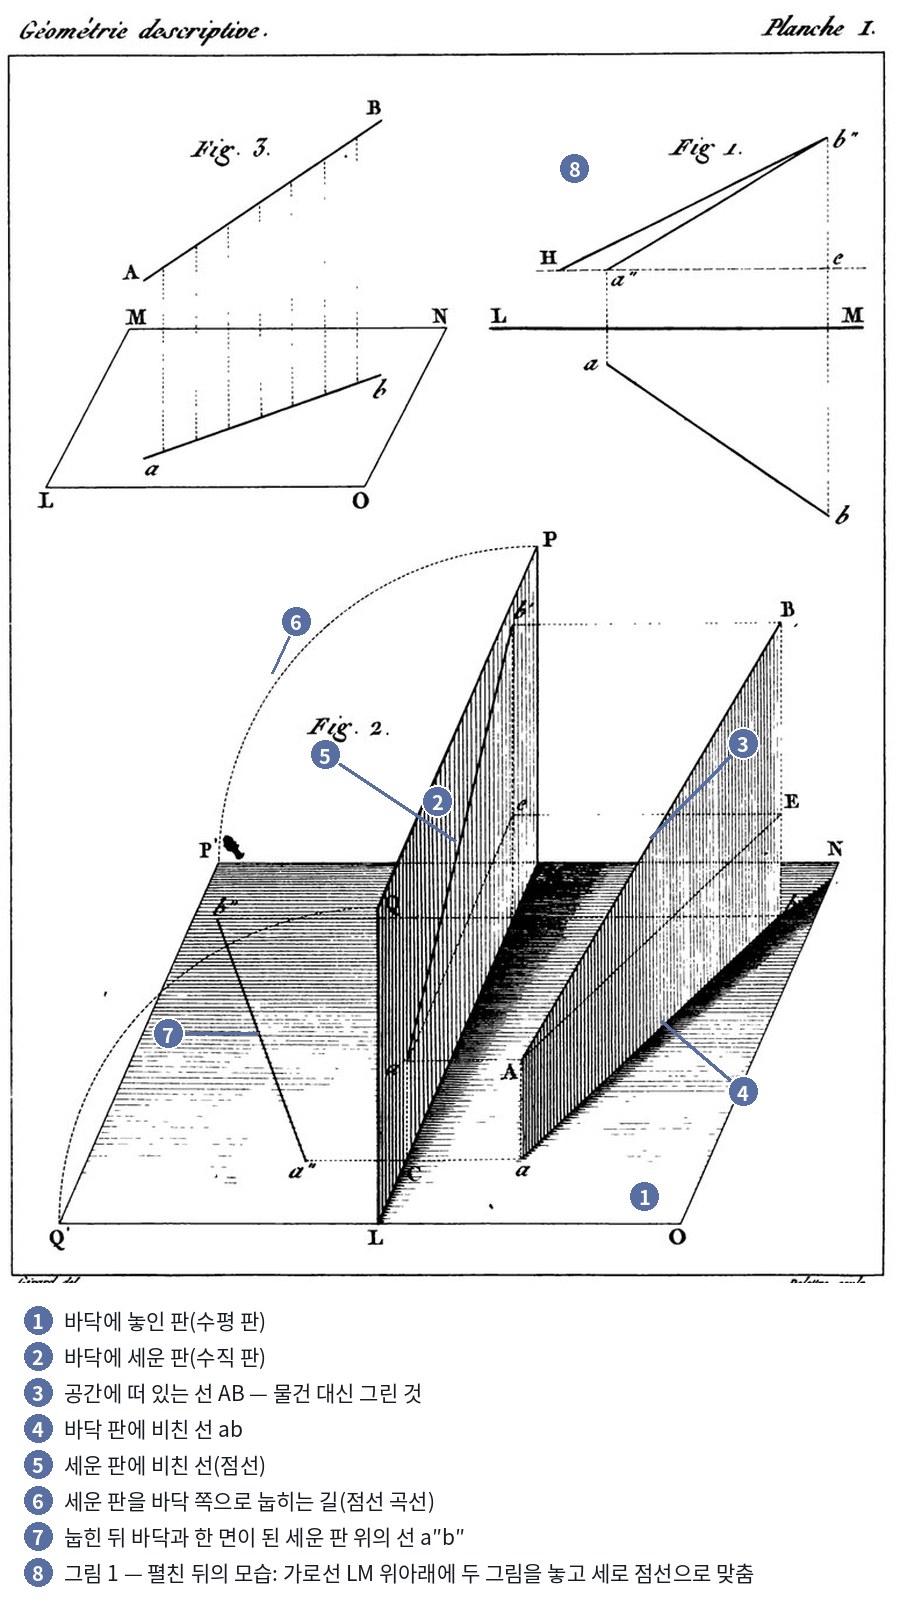 Géométrie descriptive.
Planche I.
Fig. 3.
B
A
M
N
b
a
L
O
8
Fig 1.
b"
H
a"
e
L
M
a
b
P
b'
B
6
Fig. 2.
5
2
3
e
E
P'
N
b"
Q
7
a'
A
4
a"
C
a
1
Q'
L
O
1 바닥에 놓인 판(수평 판)
2 바닥에 세운 판(수직 판)
3 공간에 떠 있는 선 AB — 물건 대신 그린 것
4 바닥 판에 비친 선 ab
5 세운 판에 비친 선(점선)
6 세운 판을 바닥 쪽으로 눕히는 길(점선 곡선)
7 눕힌 뒤 바닥과 한 면이 된 세운 판 위의 선 a″b″
8 그림 1 — 펼친 뒤의 모습: 가로선 LM 위아래에 두 그림을 놓고 세로 점선으로 맞춤